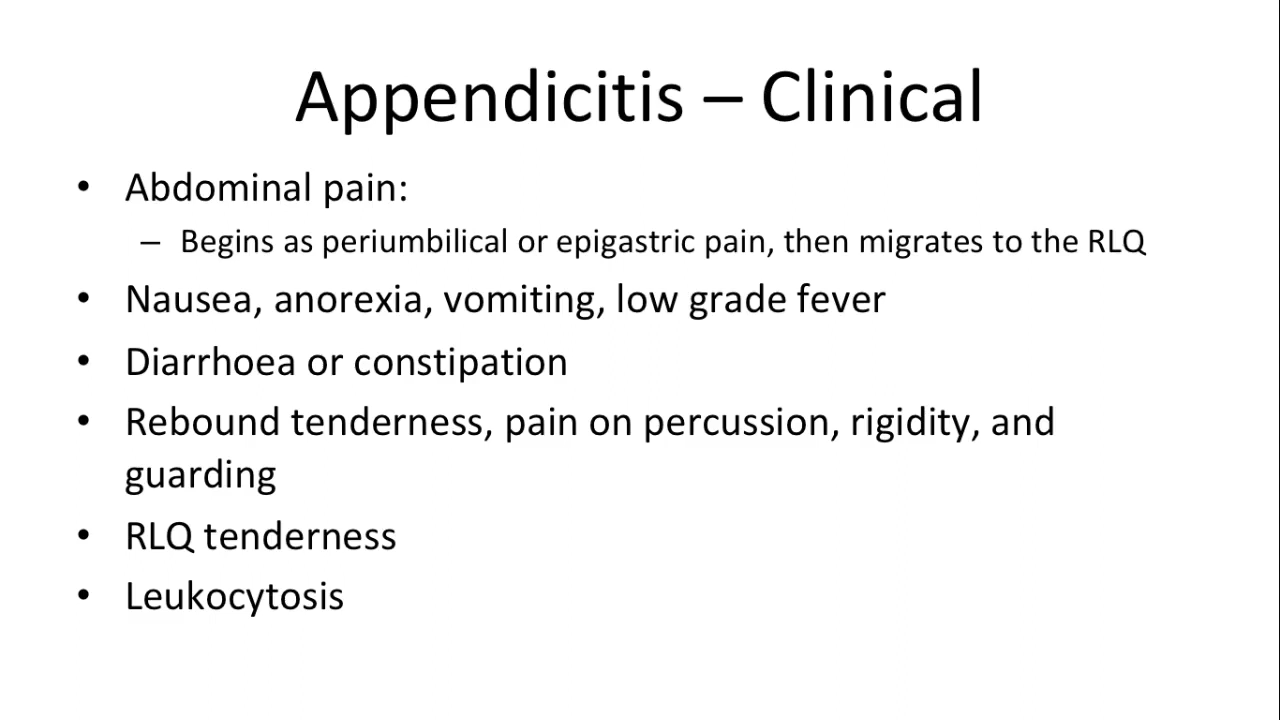 Appendicitis – Clinical
• Abdominal pain:
– Begins as periumbilical or epigastric pain, then migrates to the RLQ
• Nausea, anorexia, vomiting, low grade fever
• Diarrhoea or constipation
• Rebound tenderness, pain on percussion, rigidity, and
guarding
• RLQ tenderness
• Leukocytosis